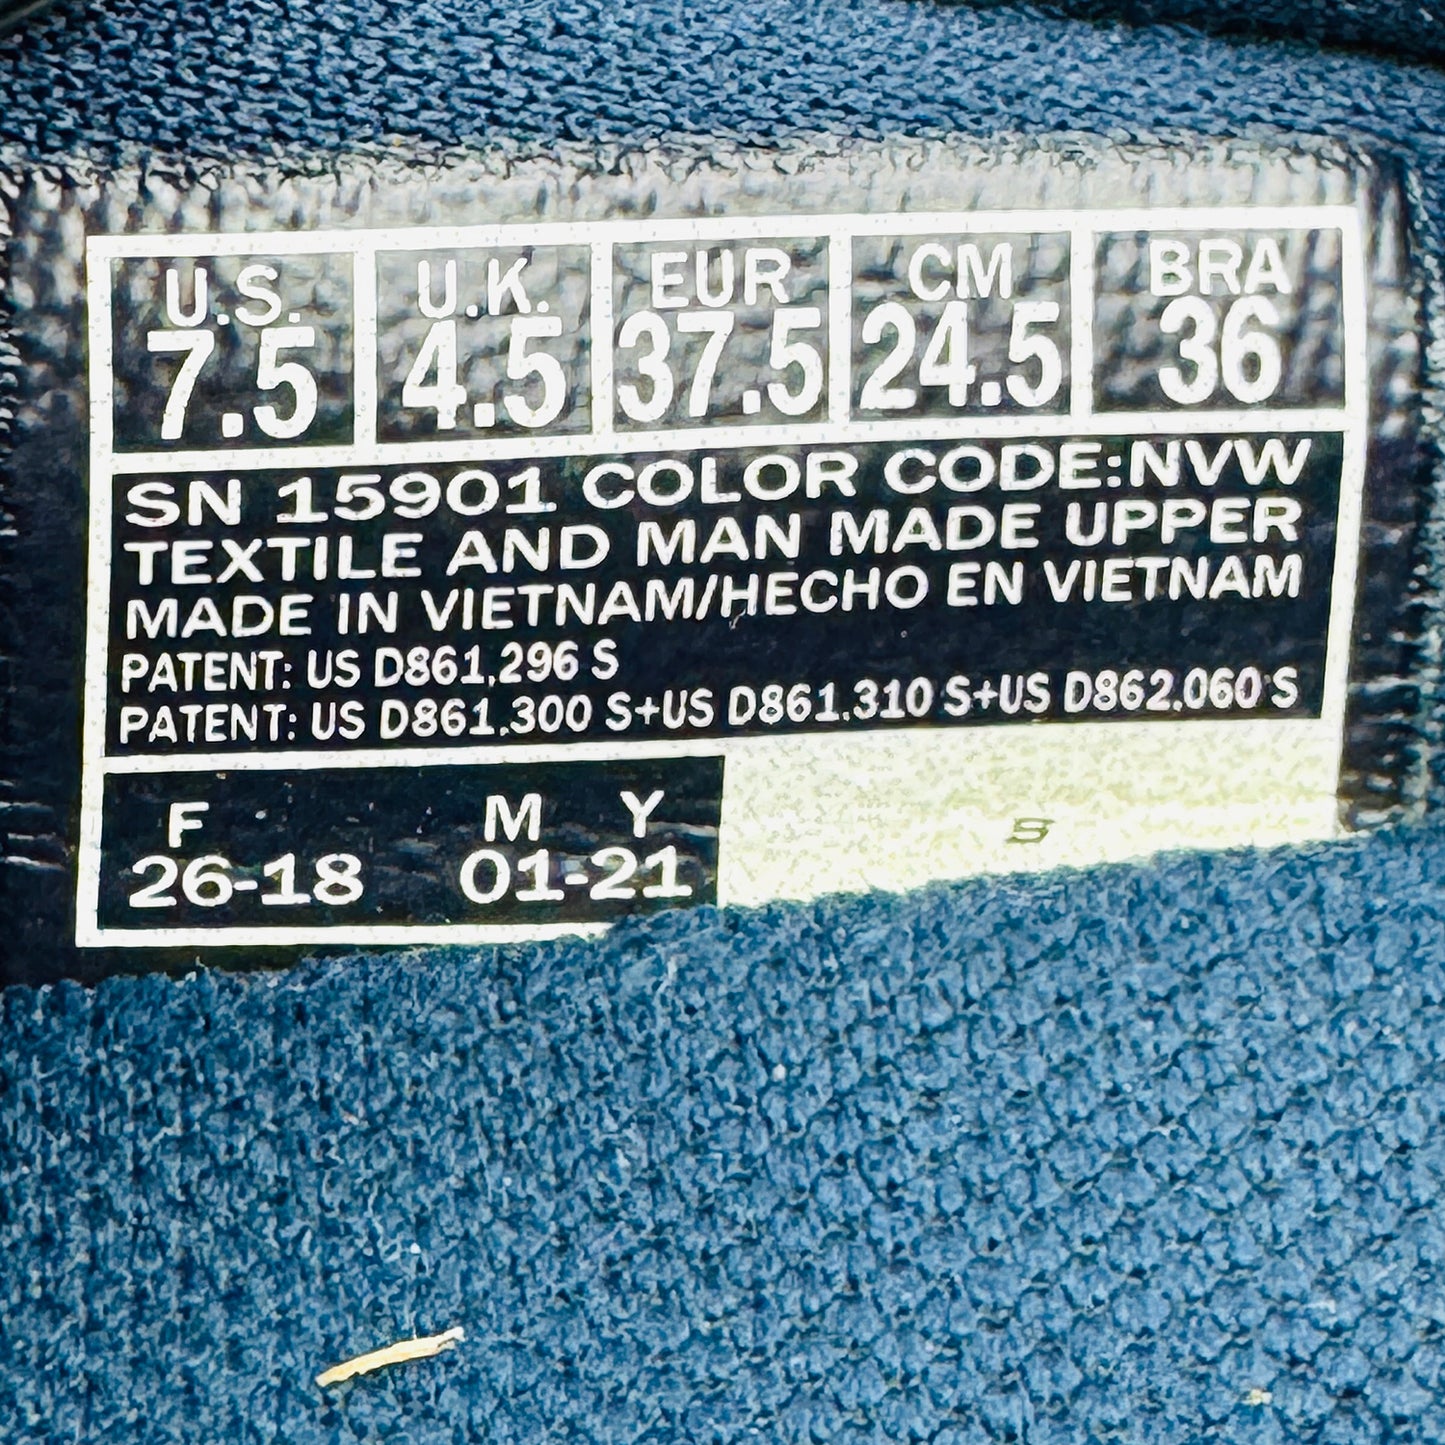 U.S. U.K. EUR CM BRA
7.5 4.5 37.5 24.5 36
SN 15901 COLOR CODE:NVW
TEXTILE AND MAN MADE UPPER
MADE IN VIETNAM/HECHO EN VIETNAM
PATENT: US D861,296 S
PATENT: US D861,300 S+US D861,310 S+US D862,060 S
F M Y
26-18 01-21
S